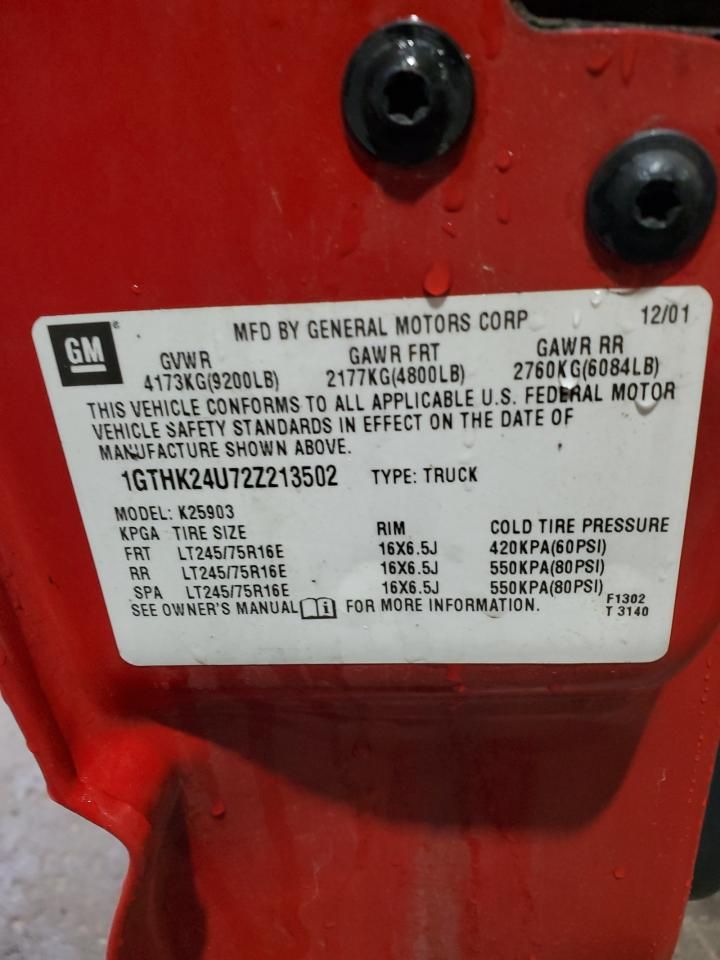 GM
MFD BY GENERAL MOTORS CORP 12/01
GVWR GAWR FRT GAWR RR
4173KG(9200LB) 2177KG(4800LB) 2760KG(6084LB)
THIS VEHICLE CONFORMS TO ALL APPLICABLE U.S. FEDERAL MOTOR
VEHICLE SAFETY STANDARDS IN EFFECT ON THE DATE OF
MANUFACTURE SHOWN ABOVE.
1GTHK24U72Z213502 TYPE: TRUCK
MODEL: K25903
KPGA TIRE SIZE RIM COLD TIRE PRESSURE
FRT LT245/75R16E 16X6.5J 420KPA(60PSI)
RR LT245/75R16E 16X6.5J 550KPA(80PSI)
SPA LT245/75R16E 16X6.5J 550KPA(80PSI)
SEE OWNER'S MANUAL i FOR MORE INFORMATION. F1302
T 3140